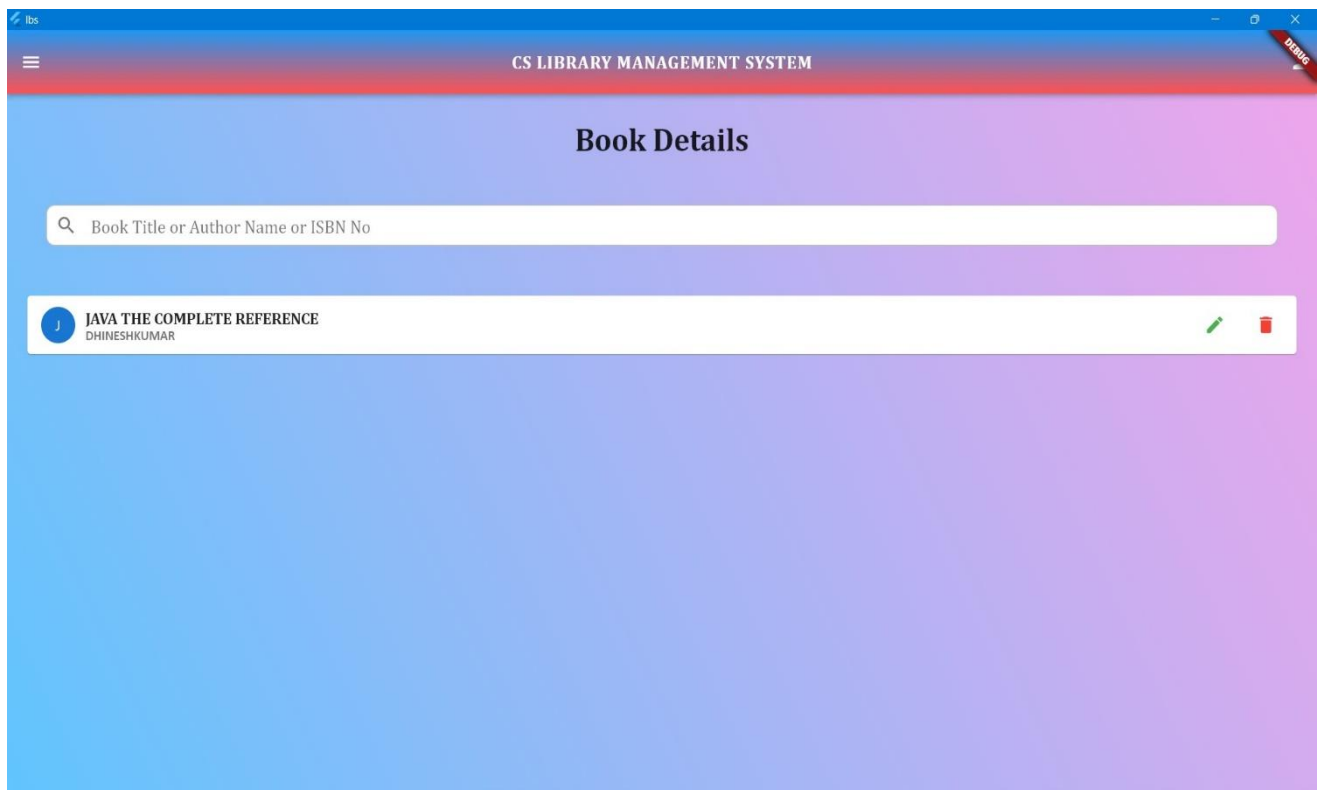 lbs
DEBUG
CS LIBRARY MANAGEMENT SYSTEM
Book Details
Book Title or Author Name or ISBN No
J
JAVA THE COMPLETE REFERENCE
DHINESHKUMAR